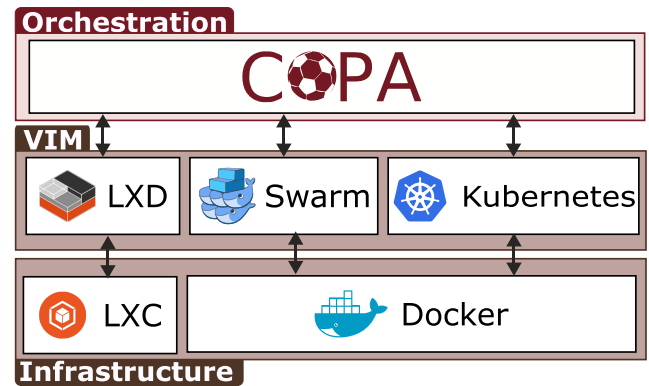 Orchestration
COPA
VIM
LXD
Swarm
Kubernetes
LXC
Docker
Infrastructure